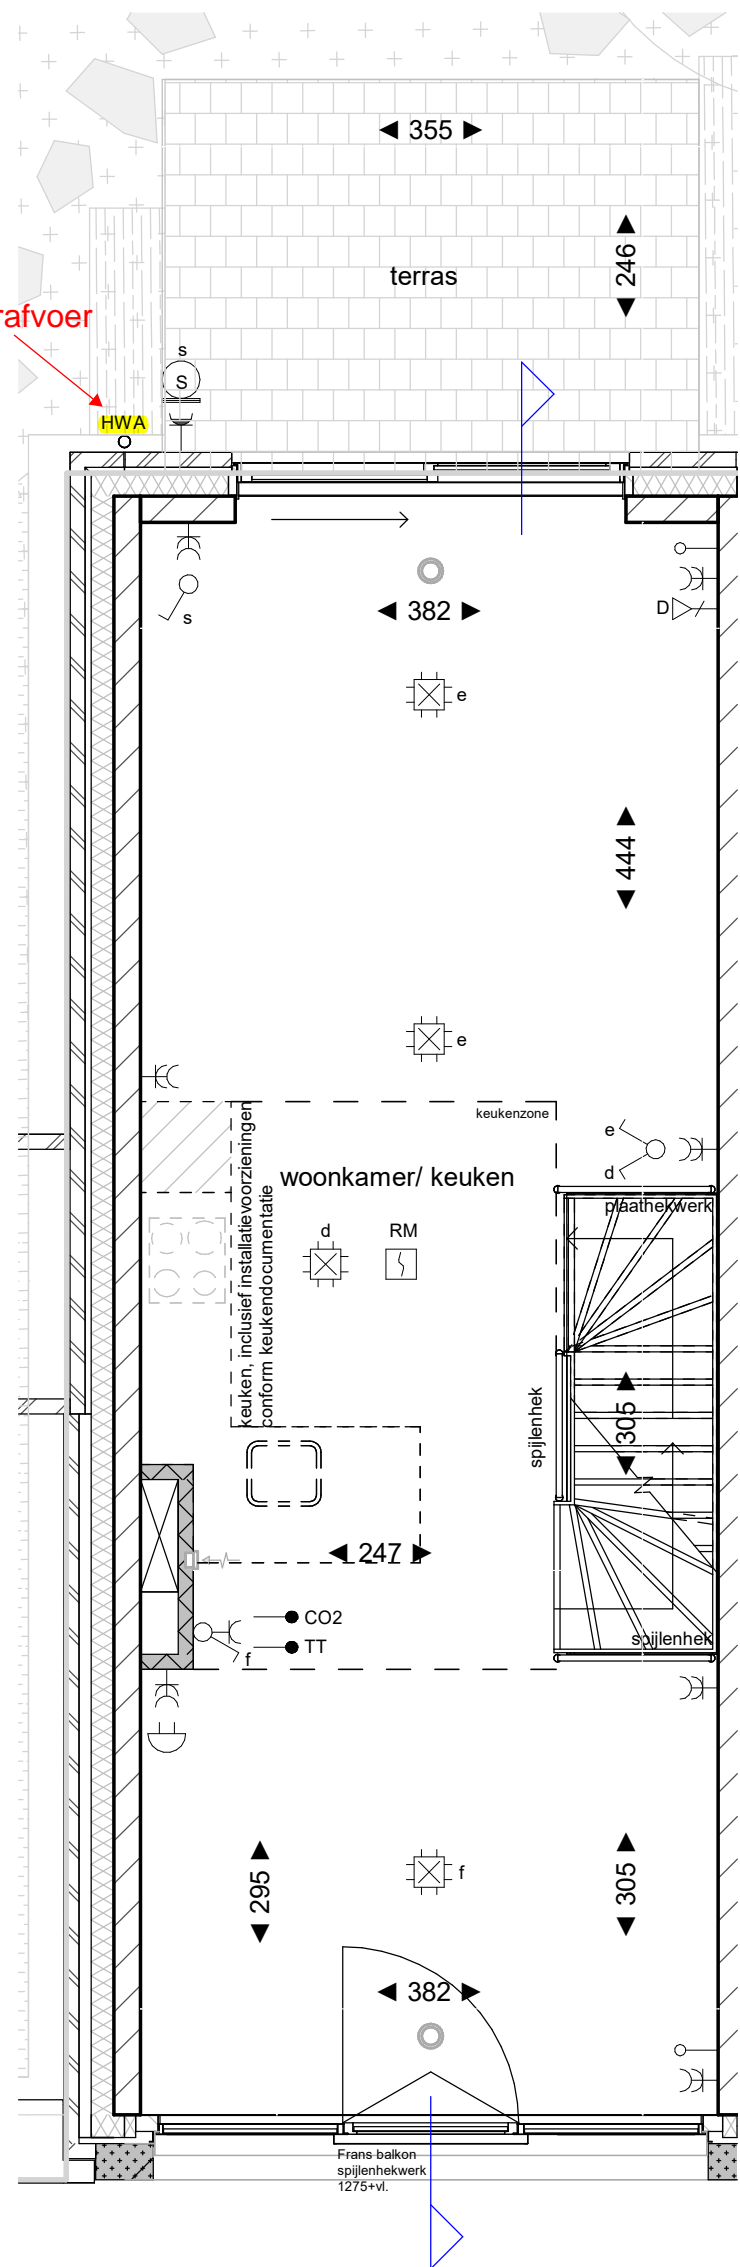 355
246
terras
rafvoer
s
S
HWA
s
D
382
e
444
e
keukenzone
e
d
woonkamer/ keuken
plaathekwerk
keuken, inclusief installatievoorzieningen
conform keukendocumentatie
d
RM
305
spijlenhek
247
CO2
TT
f
spijlenhek
f
295
305
382
Frans balkon
spijlenhekwerk
1275+vl.